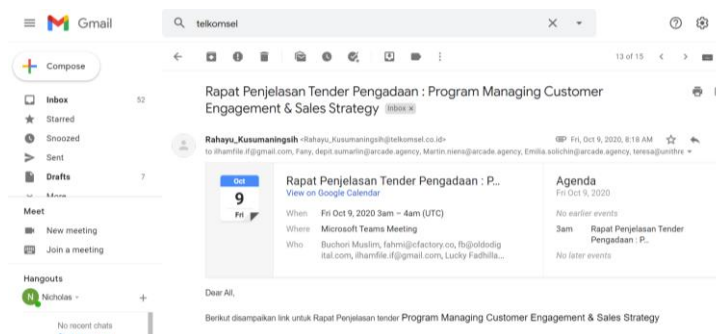 Gmail
telkomsel
Compose
13 of 15
Inbox 52
Starred
Snoozed
Sent
Drafts 7
More
Meet
New meeting
Join a meeting
Hangouts
Nicholas
No recent chats
Rapat Penjelasan Tender Pengadaan : Program Managing Customer
Engagement & Sales Strategy Inbox x
Rahayu_Kusumaningsih <Rahayu_Kusumaningsih@telkomsel.co.id> Fri, Oct 9, 2020, 8:18 AM
to ilhamfile.if@gmail.com, Fany, depit.sumarlin@arcade.agency, Martin.niens@arcade.agency, Emilia.solichin@arcade.agency, teresa@unithre
Oct
9
Fri
Rapat Penjelasan Tender Pengadaan : P...
View on Google Calendar
When Fri Oct 9, 2020 3am – 4am (UTC)
Where Microsoft Teams Meeting
Who Buchori Muslim, fahmi@cfactory.co, fb@oldodig
ital.com, ilhamfile.if@gmail.com, Lucky Fadhilla...
Agenda
Fri Oct 9, 2020
No earlier events
3am Rapat Penjelasan Tender
Pengadaan : P...
No later events
Dear All,
Berikut disampaikan link untuk Rapat Penjelasan tender Program Managing Customer Engagement & Sales Strategy